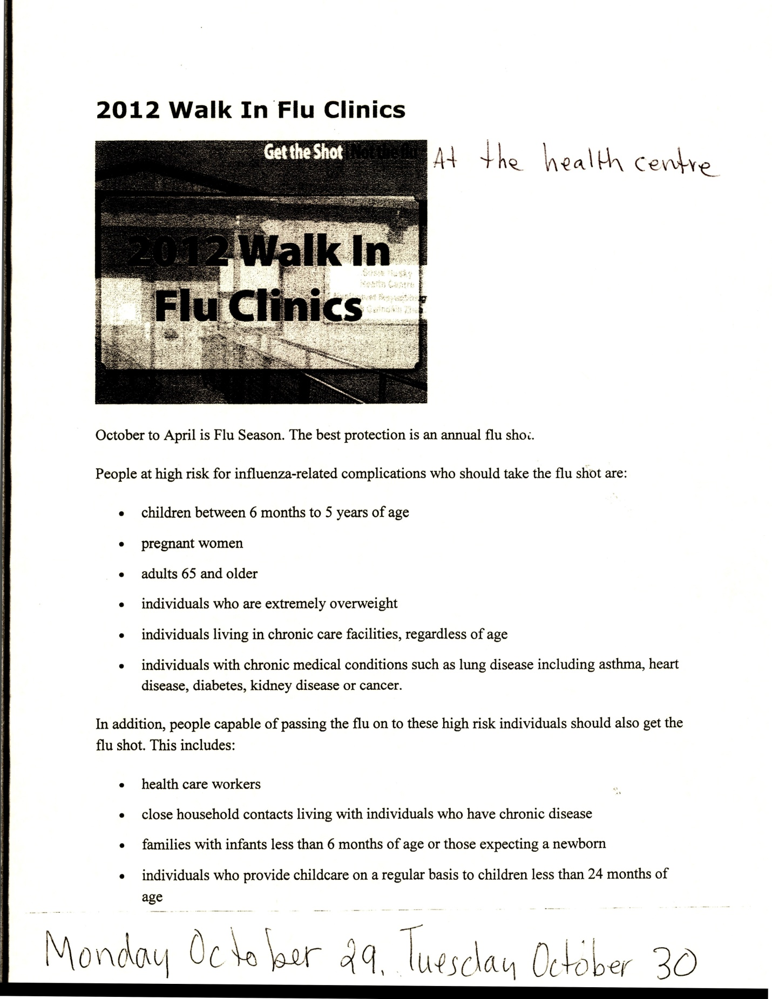 2012 Walk In Flu Clinics
Get the Shot Not the flu
At the health centre
2012 Walk In
Flu Clinics
Susie Husky
Health Centre
October to April is Flu Season. The best protection is an annual flu shot.
People at high risk for influenza-related complications who should take the flu shot are:
• children between 6 months to 5 years of age
• pregnant women
• adults 65 and older
• individuals who are extremely overweight
• individuals living in chronic care facilities, regardless of age
• individuals with chronic medical conditions such as lung disease including asthma, heart
disease, diabetes, kidney disease or cancer.
In addition, people capable of passing the flu on to these high risk individuals should also get the
flu shot. This includes:
• health care workers
• close household contacts living with individuals who have chronic disease
• families with infants less than 6 months of age or those expecting a newborn
• individuals who provide childcare on a regular basis to children less than 24 months of
age
Monday October 29, Tuesday October 30